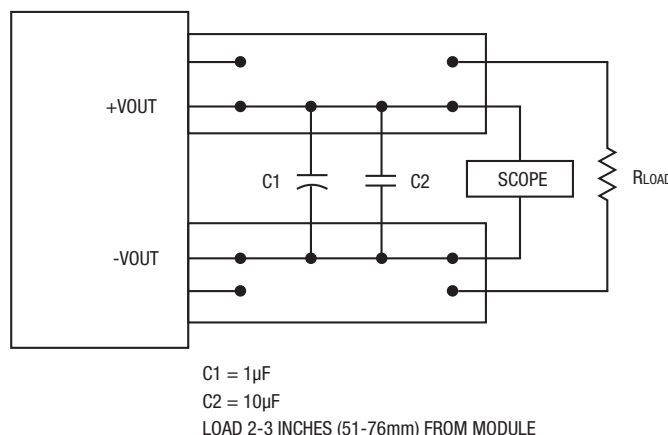 +VOUT
C1
C2
SCOPE
RLOAD
-VOUT
C1 = 1µF
C2 = 10µF
LOAD 2-3 INCHES (51-76mm) FROM MODULE